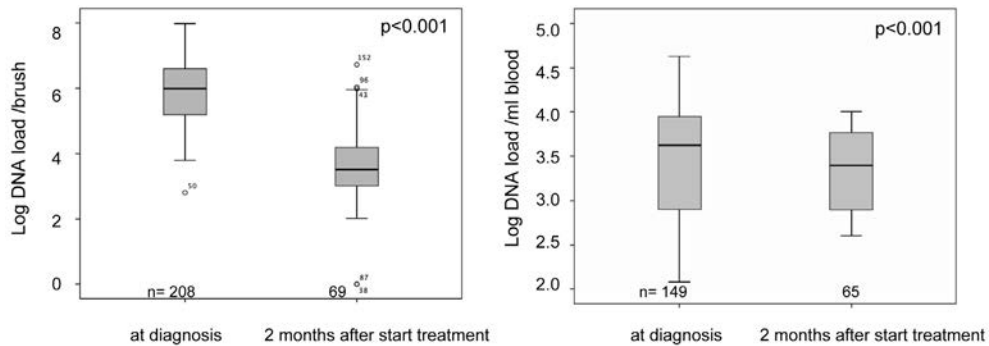 Log DNA load /brush
8
6
4
2
0
p<0.001
152
96
41
50
87
38
n= 208
69
at diagnosis
2 months after start treatment
Log DNA load /ml blood
5.0
4.5
4.0
3.5
3.0
2.5
2.0
p<0.001
n= 149
65
at diagnosis
2 months after start treatment